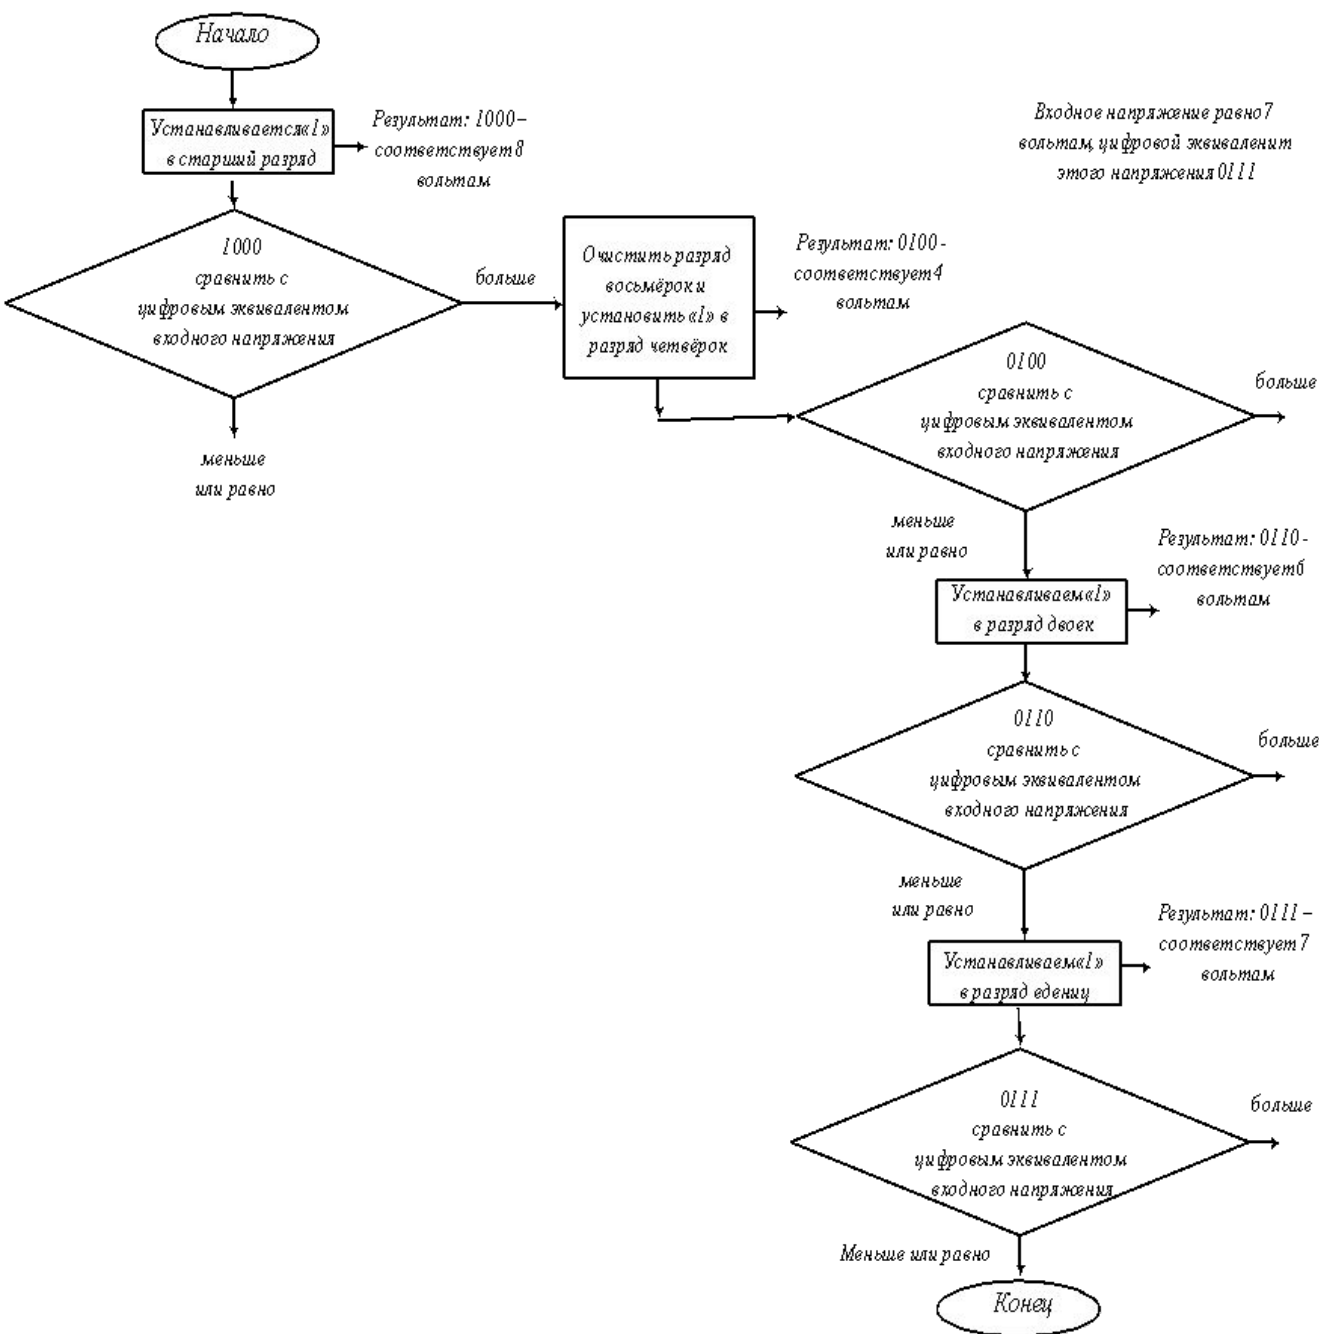 Начало
Устанавливается «1»
в старший разряд
Результат: 1000 –
соответствует 8
вольтам
Входное напряжение равно 7
вольтам, цифровой эквиваленит
этого напряжения 0111
1000
сравнить с
цифровым эквивалентом
входного напряжения
больше
меньше
или равно
Очистить разряд
восьмёрок и
установить «1» в
разряд четвёрок
Результат: 0100 -
соответствует 4
вольтам
0100
сравнить с
цифровым эквивалентом
входного напряжения
больше
меньше
или равно
Устанавливаем «1»
в разряд двоек
Результат: 0110 -
соответствует 6
вольтам
0110
сравнить с
цифровым эквивалентом
входного напряжения
больше
меньше
или равно
Устанавливаем «1»
в разряд едениц
Результат: 0111 –
соответствует 7
вольтам
0111
сравнить с
цифровым эквивалентом
входного напряжения
больше
Меньше или равно
Конец